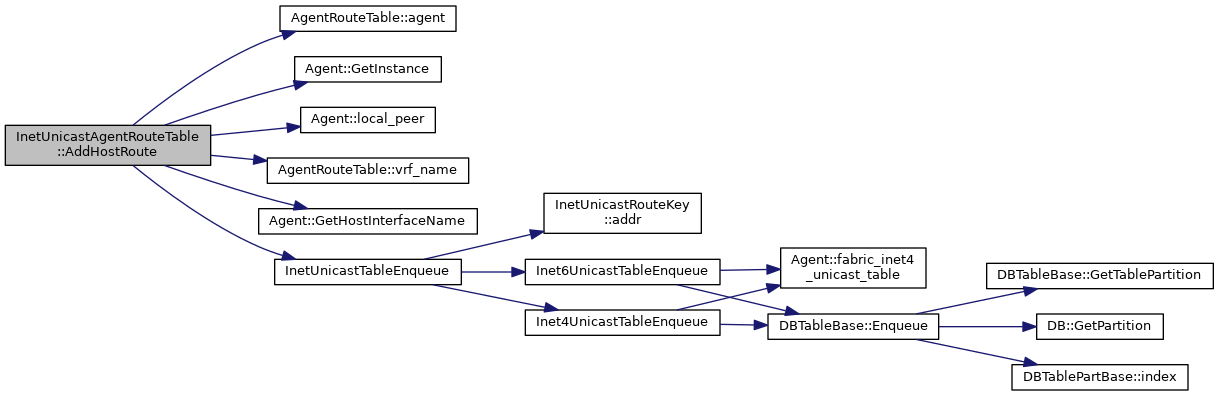 AgentRouteTable::agent
Agent::GetInstance
Agent::local_peer
InetUnicastAgentRouteTable
::AddHostRoute
AgentRouteTable::vrf_name
Agent::GetHostInterfaceName
InetUnicastTableEnqueue
InetUnicastRouteKey
::addr
Inet6UnicastTableEnqueue
Inet4UnicastTableEnqueue
Agent::fabric_inet4
_unicast_table
DBTableBase::Enqueue
DBTableBase::GetTablePartition
DB::GetPartition
DBTablePartBase::index